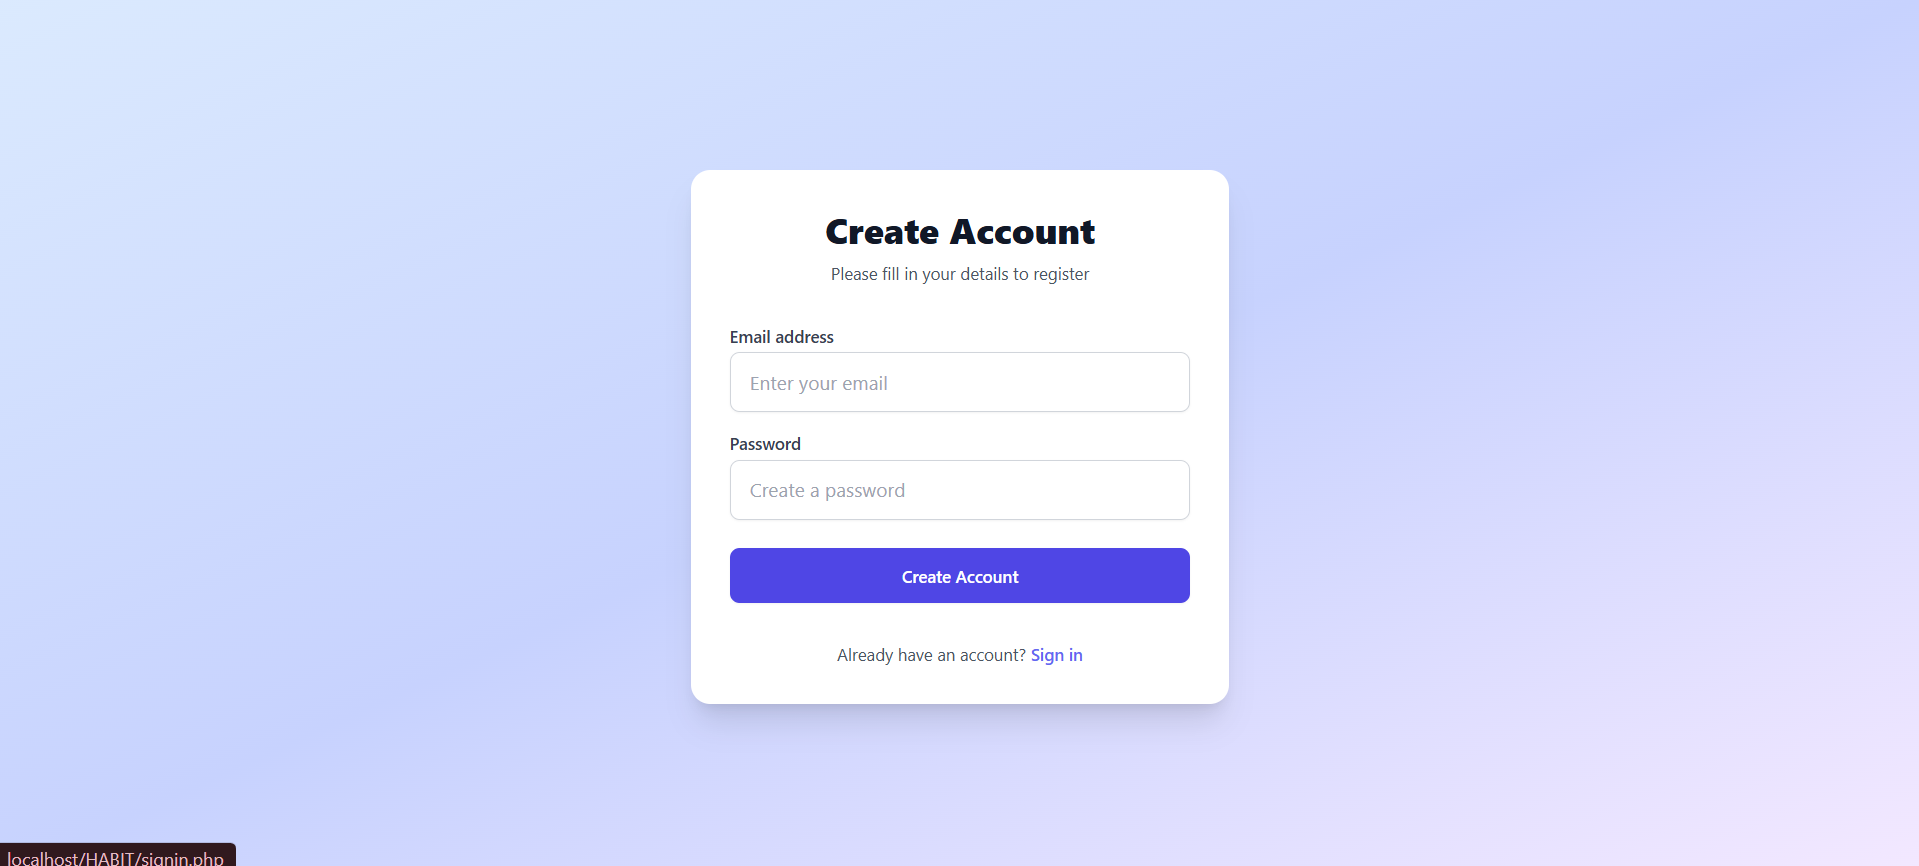 Create Account
Please fill in your details to register
Email address
Enter your email
Password
Create a password
Create Account
Already have an account? Sign in
localhost/HABIT/signin.php